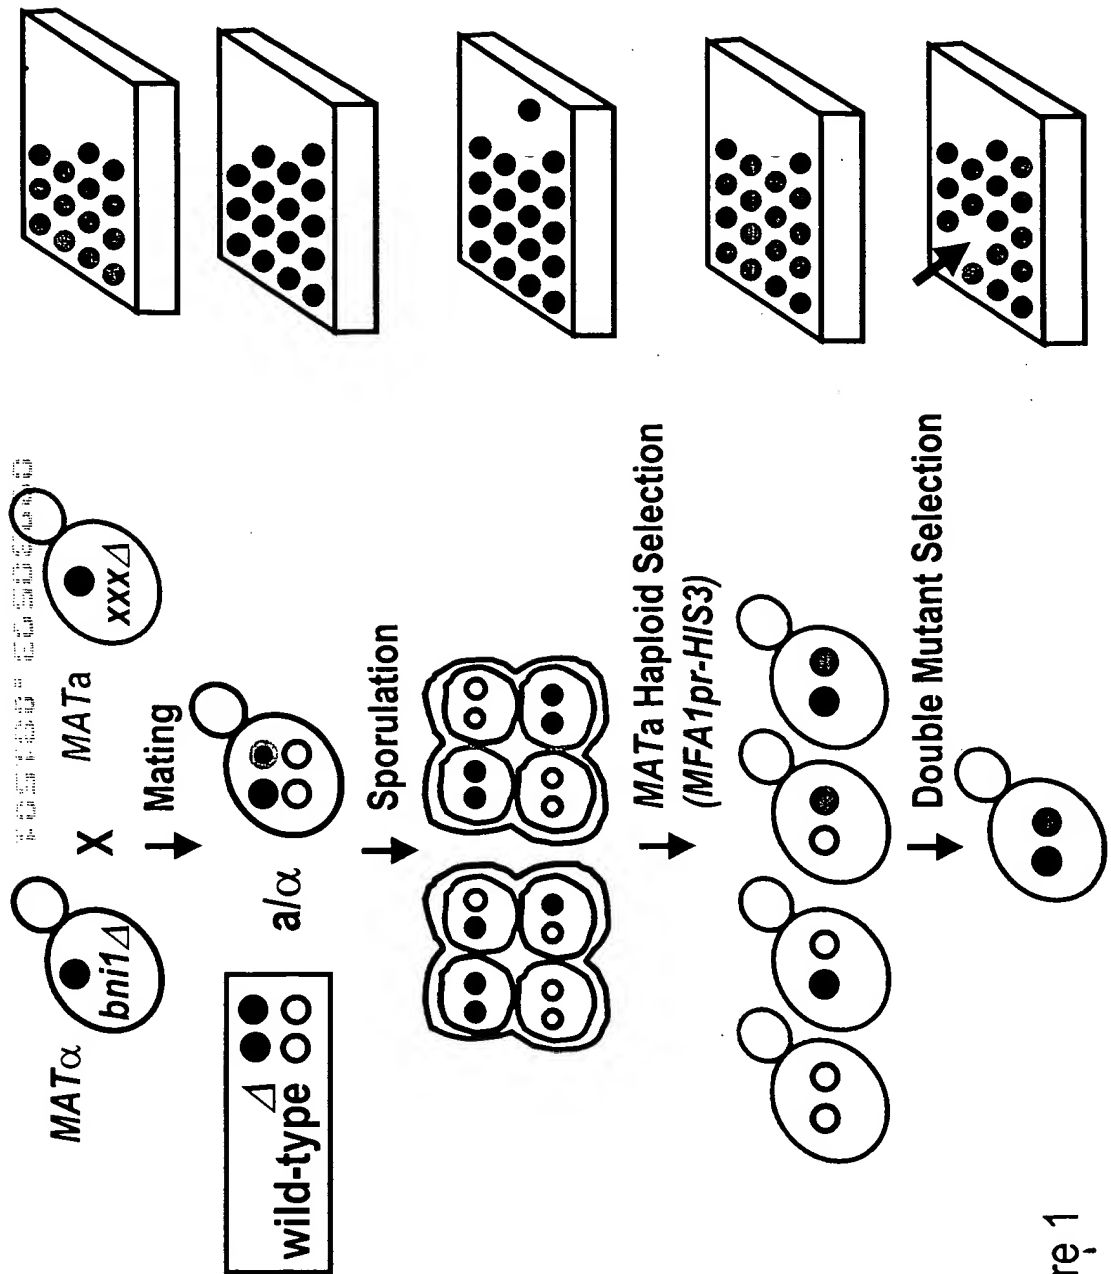 MATα
X
MATa
bni1Δ
xxxΔ
Mating
Δ
wild-type
a/α
Sporulation
MATa Haploid Selection
(MFA1pr-HIS3)
Double Mutant Selection
re 1